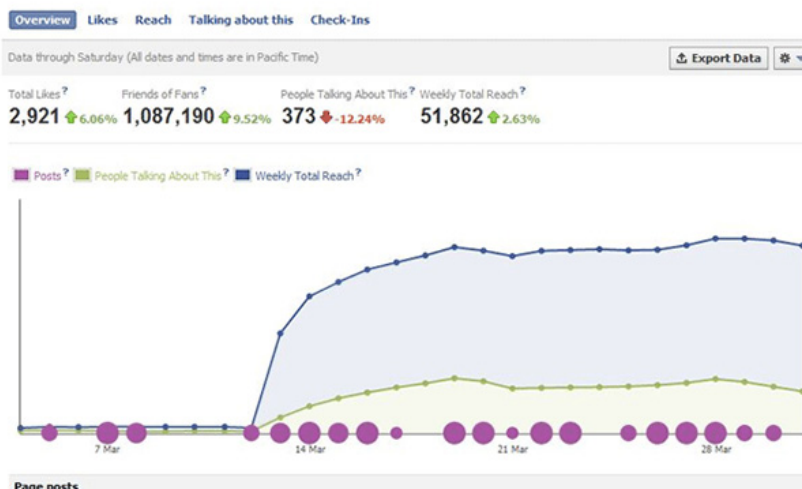 Overview Likes Reach Talking about this Check-Ins
Data through Saturday (All dates and times are in Pacific Time) Export Data
Total Likes? Friends of Fans? People Talking About This? Weekly Total Reach?
2,921 6.06% 1,087,190 9.52% 373 -12.24% 51,862 2.63%
Posts? People Talking About This? Weekly Total Reach?
7 Mar 14 Mar 21 Mar 28 Mar
Page posts